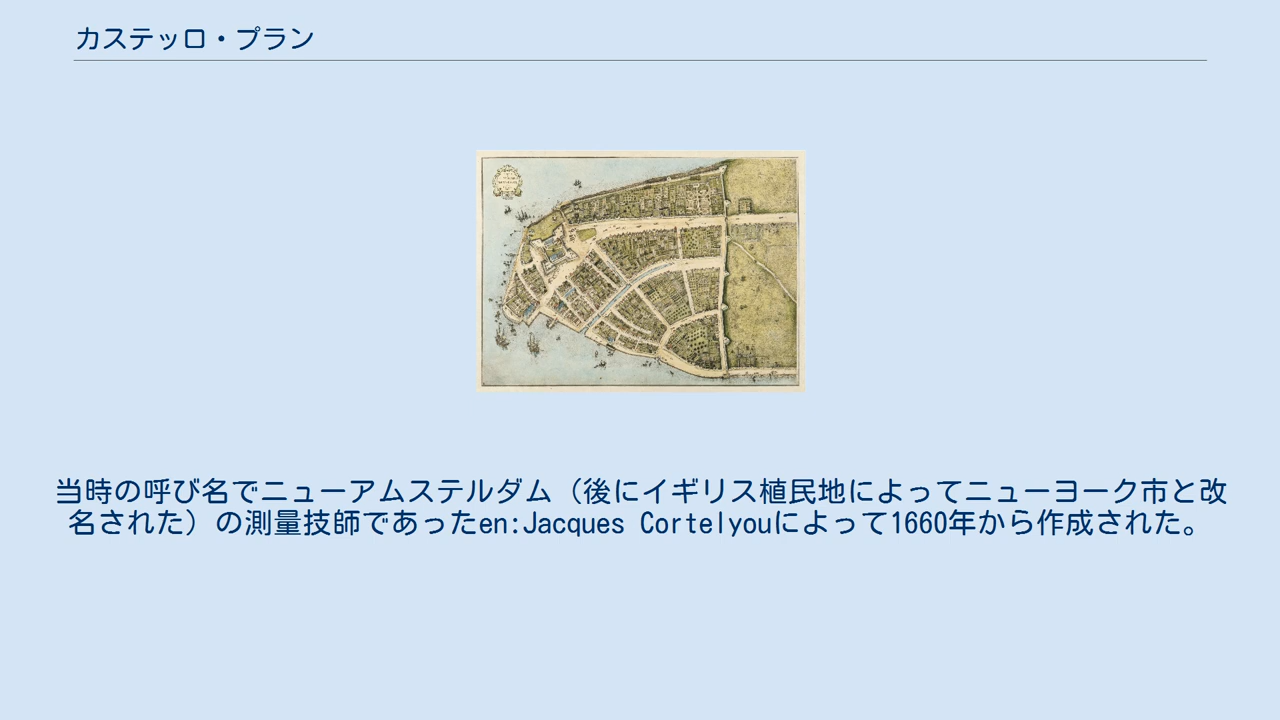 カステッロ・プラン
当時の呼び名でニューアムステルダム（後にイギリス植民地によってニューヨーク市と改
名された）の測量技師であったen:Jacques Cortelyouによって1660年から作成された。